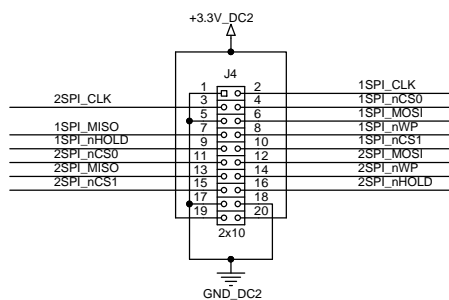 +3.3V_DC2
J4
1 2 1SPI_CLK
2SPI_CLK 3 4 1SPI_nCS0
5 6 1SPI_MOSI
1SPI_MISO 7 8 1SPI_nWP
1SPI_nHOLD 9 10 1SPI_nCS1
2SPI_nCS0 11 12 2SPI_MOSI
2SPI_MISO 13 14 2SPI_nWP
2SPI_nCS1 15 16 2SPI_nHOLD
17 18
19 20
2x10
GND_DC2